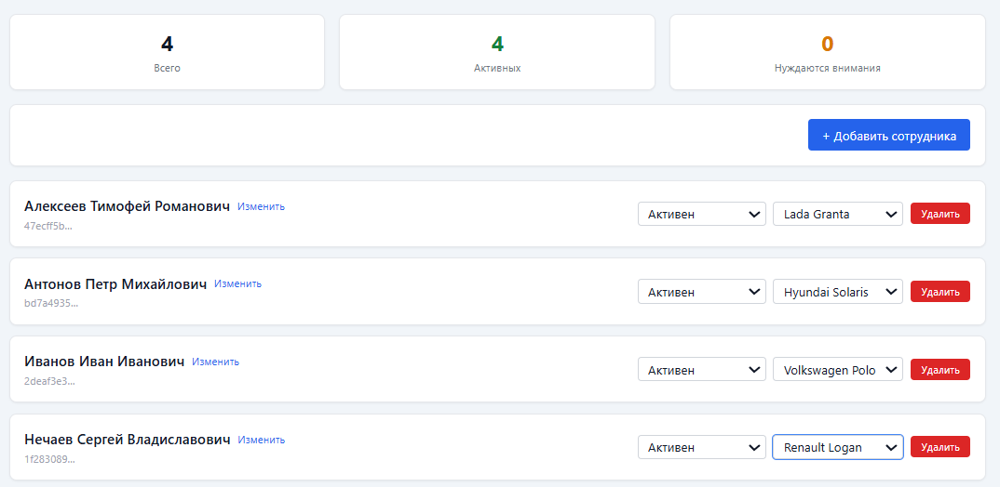 4
Всего
4
Активных
0
Нуждаются внимания
+ Добавить сотрудника
Алексеев Тимофей Романович Изменить
47ecff5b...
Активен
Lada Granta
Удалить
Антонов Петр Михайлович Изменить
bd7a4935...
Активен
Hyundai Solaris
Удалить
Иванов Иван Иванович Изменить
2deaf3e3...
Активен
Volkswagen Polo
Удалить
Нечаев Сергей Владиславович Изменить
1f283089...
Активен
Renault Logan
Удалить